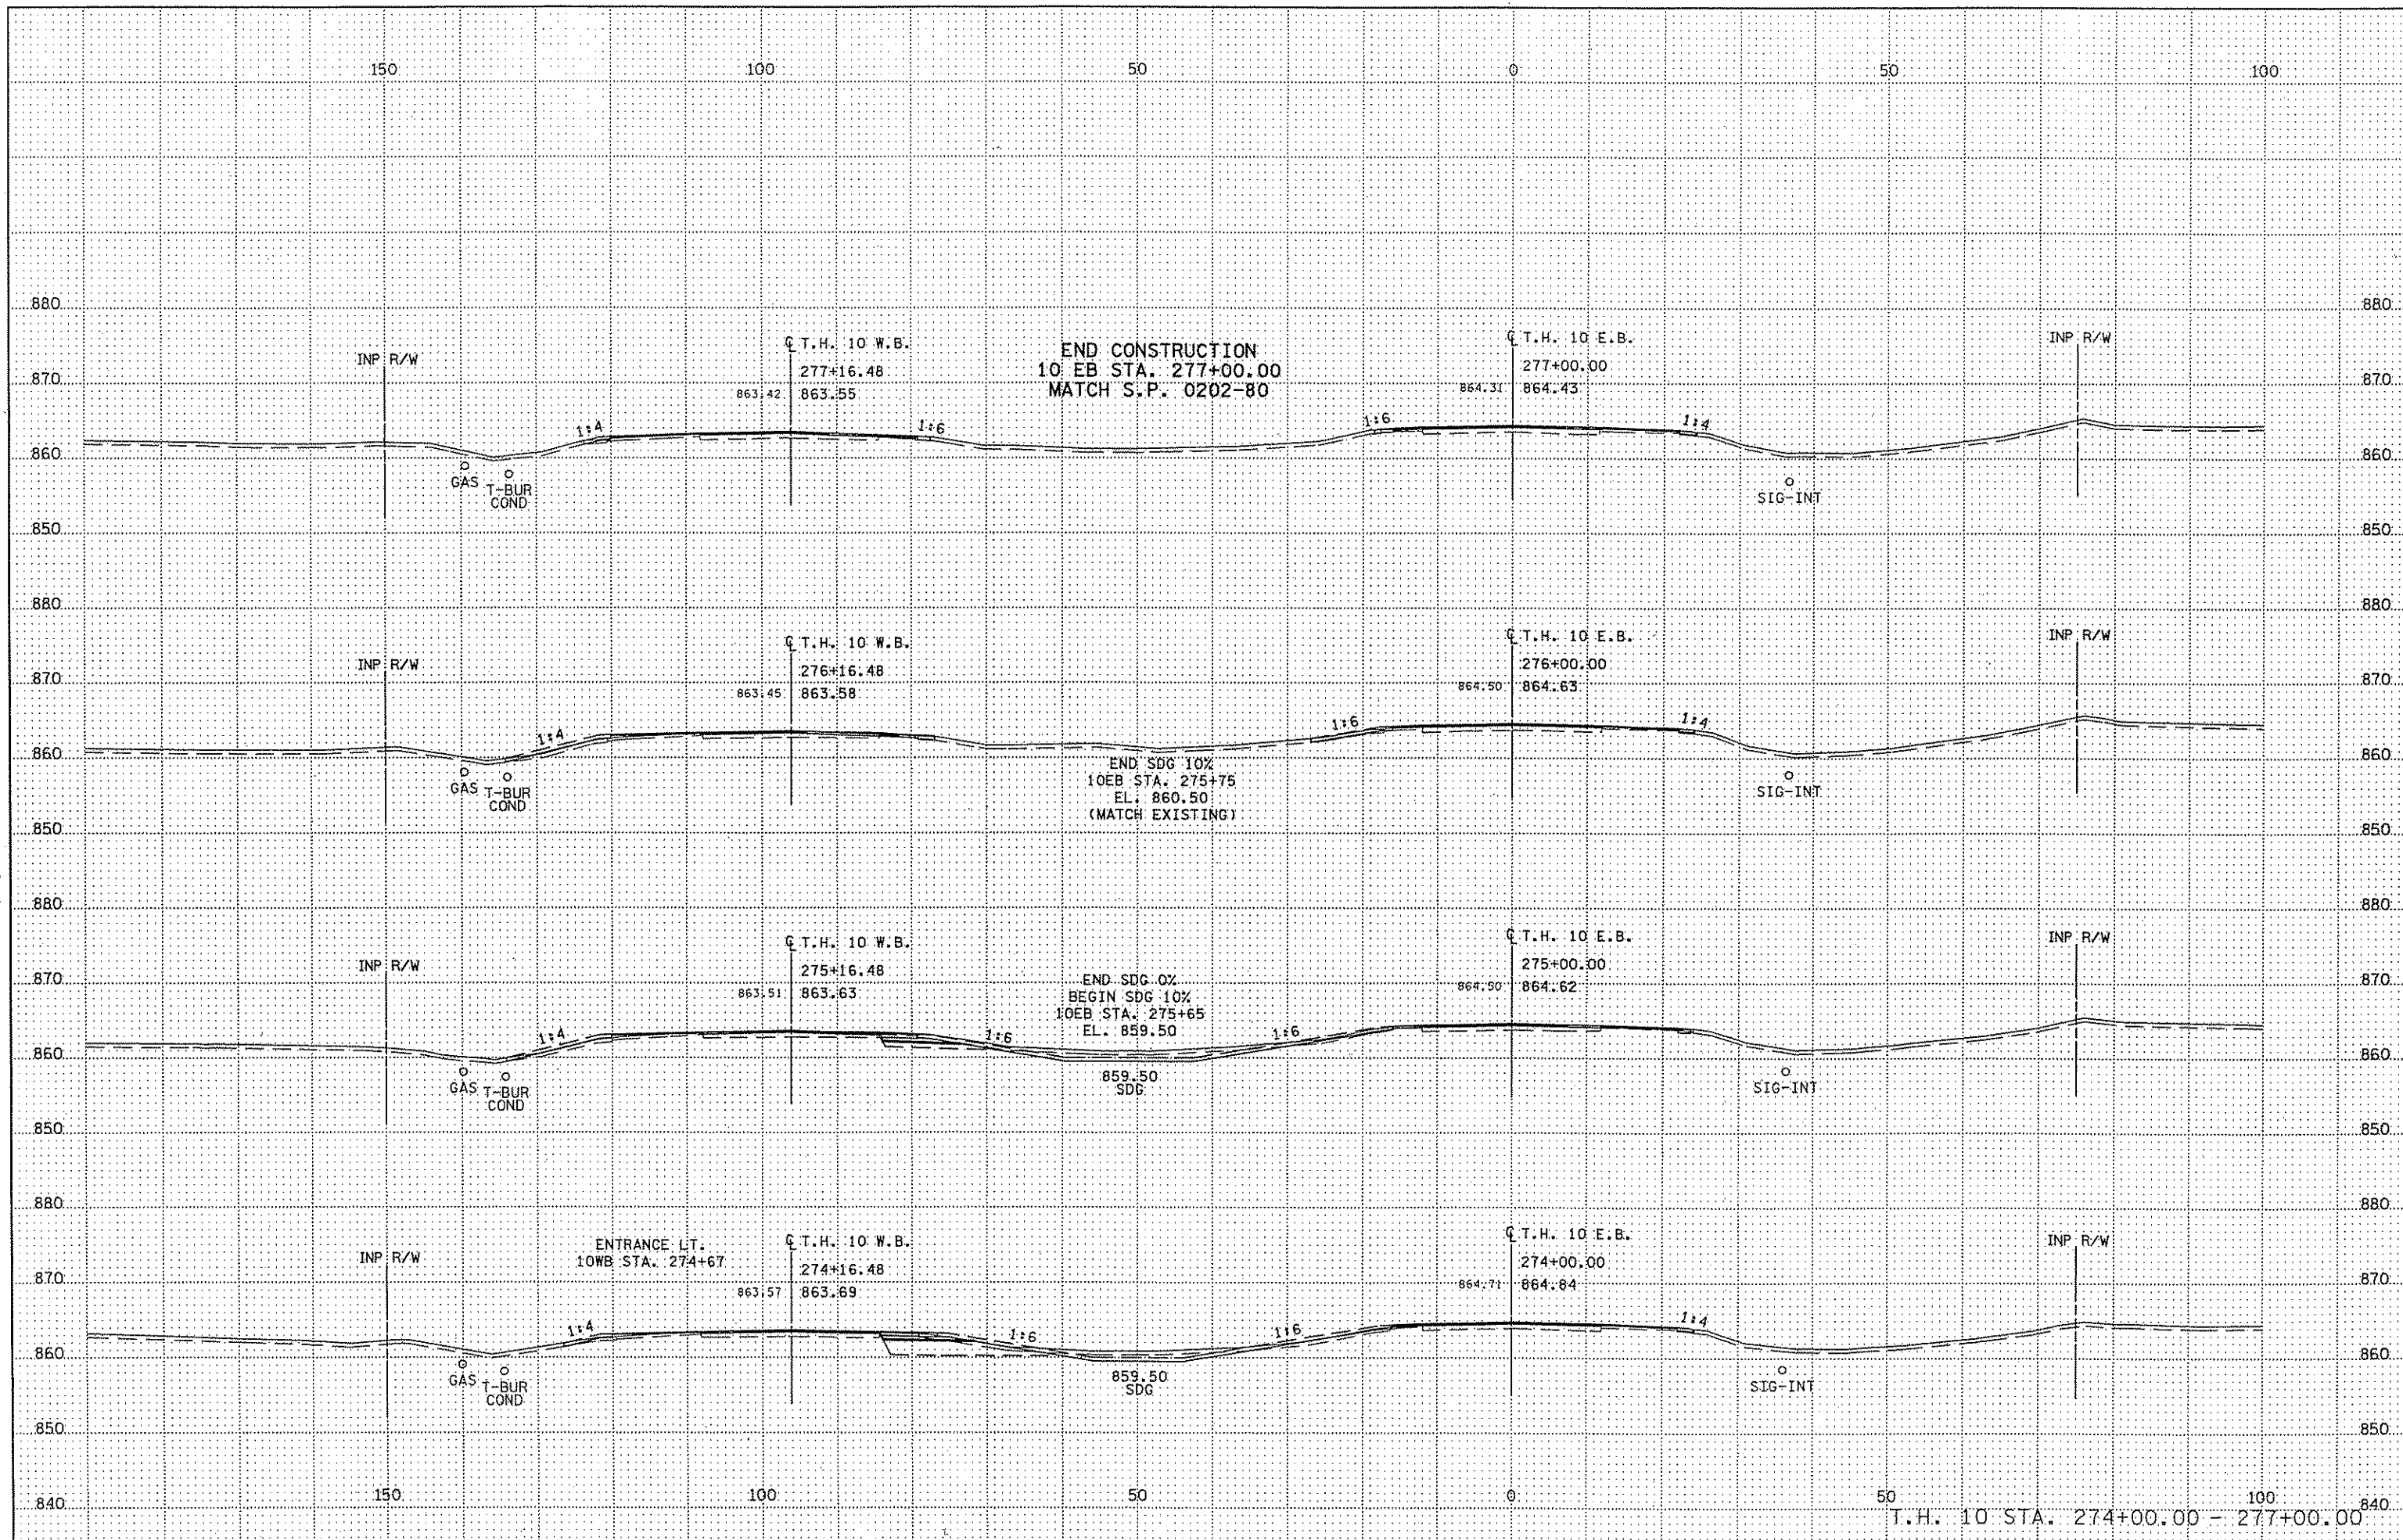 150 100 50 0 50 100
880 880
INP R/W ℄ T.H. 10 W.B. END CONSTRUCTION ℄ T.H. 10 E.B. INP R/W
277+16.48 10 EB STA. 277+00.00 277+00.00
870 870
863.42 863.55 MATCH S.P. 0202-80 864.31 864.43
1:4 1:6 1:6 1:4
860 860
GAS T-BUR SIG-INT
COND
850 850
880 880
INP R/W ℄ T.H. 10 W.B. ℄ T.H. 10 E.B. INP R/W
276+16.48 276+00.00
870 870
863.45 863.58 864.50 864.63
1:4 1:6 1:4
860 860
END SDG 10%
10EB STA. 275+75
EL. 860.50
(MATCH EXISTING)
GAS T-BUR SIG-INT
COND
850 850
880 880
INP R/W ℄ T.H. 10 W.B. ℄ T.H. 10 E.B. INP R/W
275+16.48 275+00.00
870 870
863.51 863.63 864.50 864.62
END SDG 0%
BEGIN SDG 10%
10EB STA. 275+65
EL. 859.50
1:4 1:6 1:6
860 860
859.50
SDG
GAS T-BUR SIG-INT
COND
850 850
880 880
INP R/W ENTRANCE LT. ℄ T.H. 10 W.B. ℄ T.H. 10 E.B. INP R/W
10WB STA. 274+67 274+16.48 274+00.00
870 870
863.57 863.69 864.71 864.84
1:4 1:6 1:6 1:4
860 860
859.50
SDG
GAS T-BUR SIG-INT
COND
850 850
150 100 50 0 50 100
840 840
T.H. 10 STA. 274+00.00 - 277+00.00